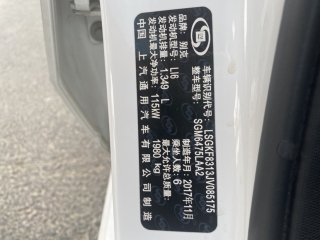 品牌：别克
车辆识别代号：LSGKF8313JV085175
发动机型号：LI6
整车型号：SGM6475LAA2
发动机排量：1.349 L
制造年月：2017年11月
发动机最大净功率：115kW
乘坐人数：6
最大允许总质量：1980 kg
中国 上汽通用汽车有限公司 制造